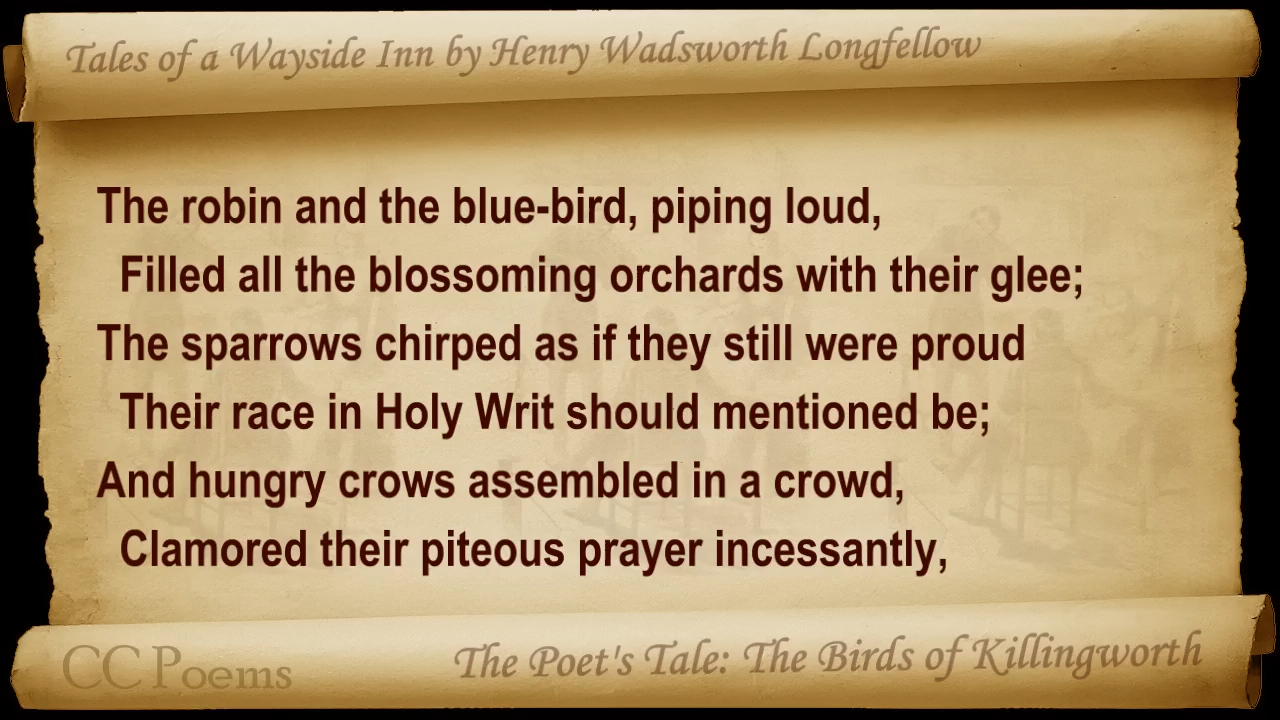 Tales of a Wayside Inn by Henry Wadsworth Longfellow
The robin and the blue-bird, piping loud,
Filled all the blossoming orchards with their glee;
The sparrows chirped as if they still were proud
Their race in Holy Writ should mentioned be;
And hungry crows assembled in a crowd,
Clamored their piteous prayer incessantly,
CC Poems
The Poet's Tale: The Birds of Killingworth